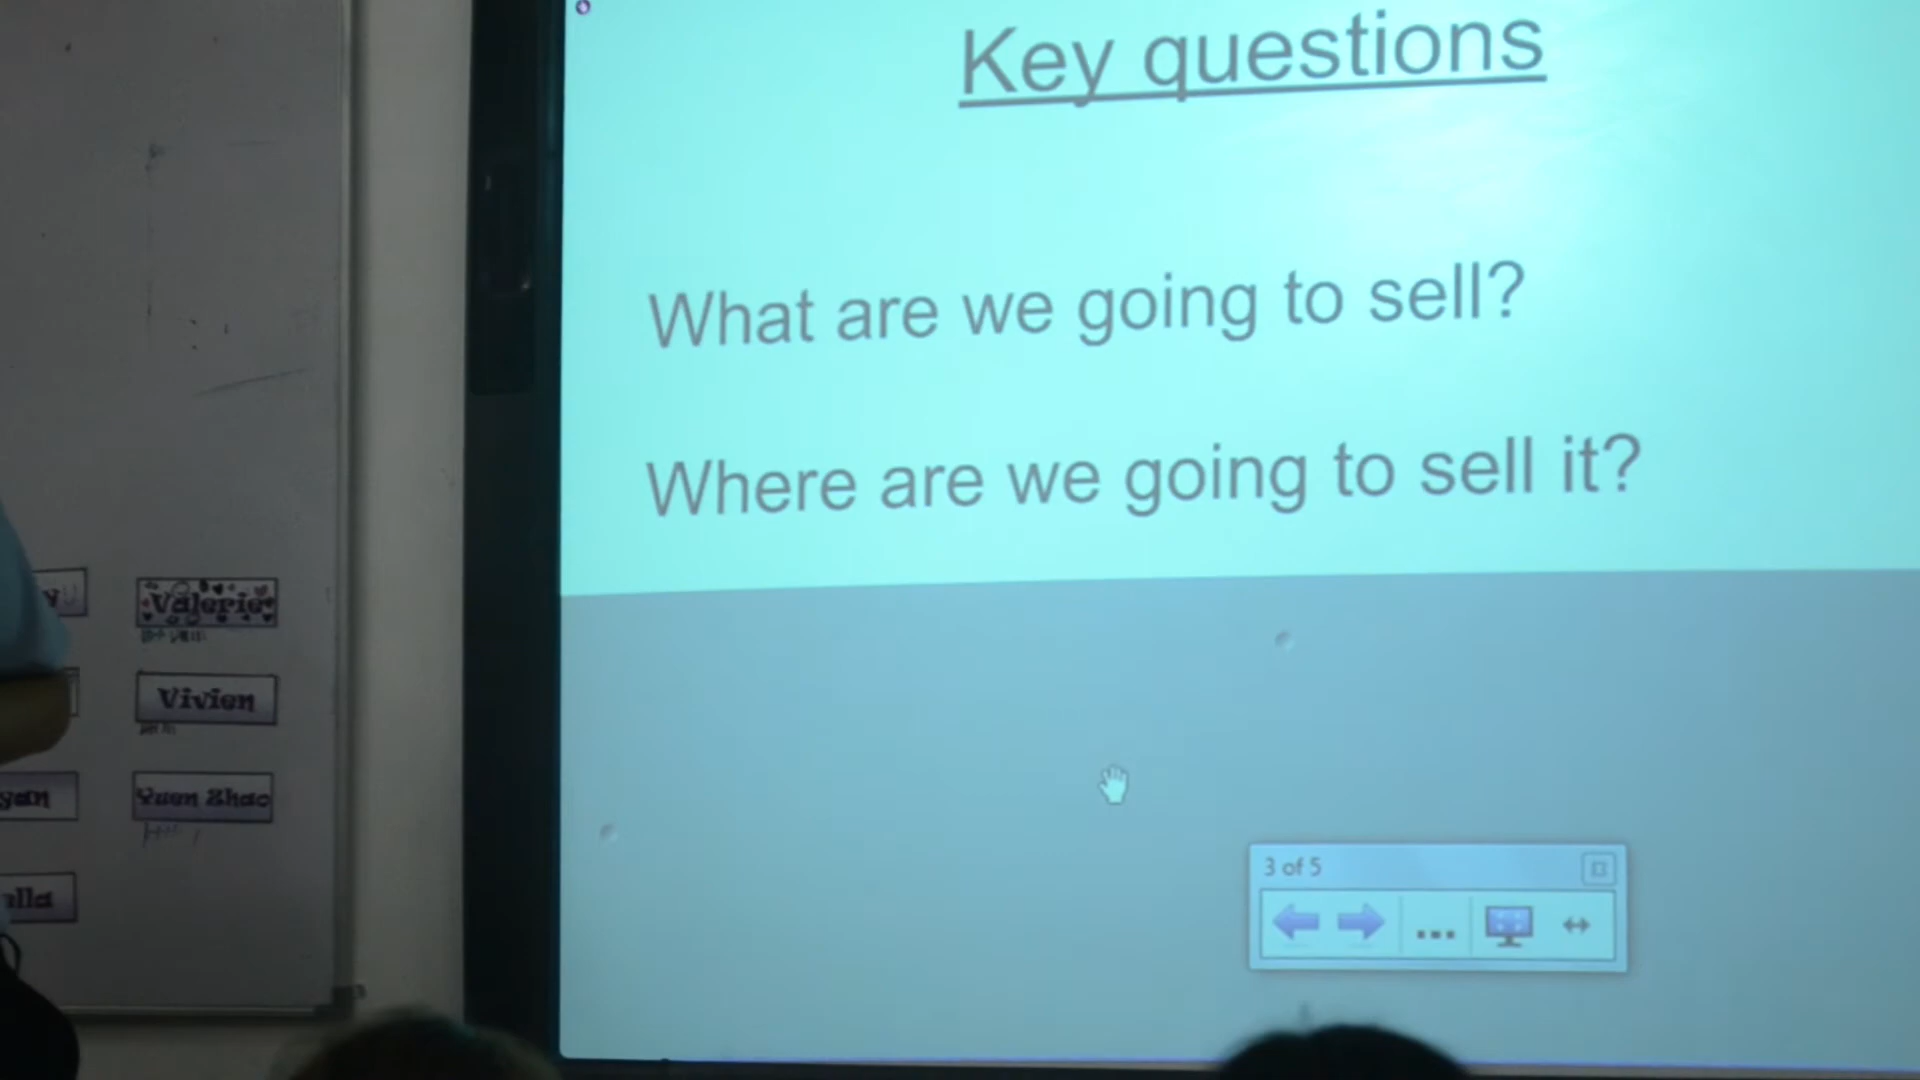 Key questions
What are we going to sell?
Where are we going to sell it?
3 of 5
...
Valerie
Vivien
Yuen Zhao